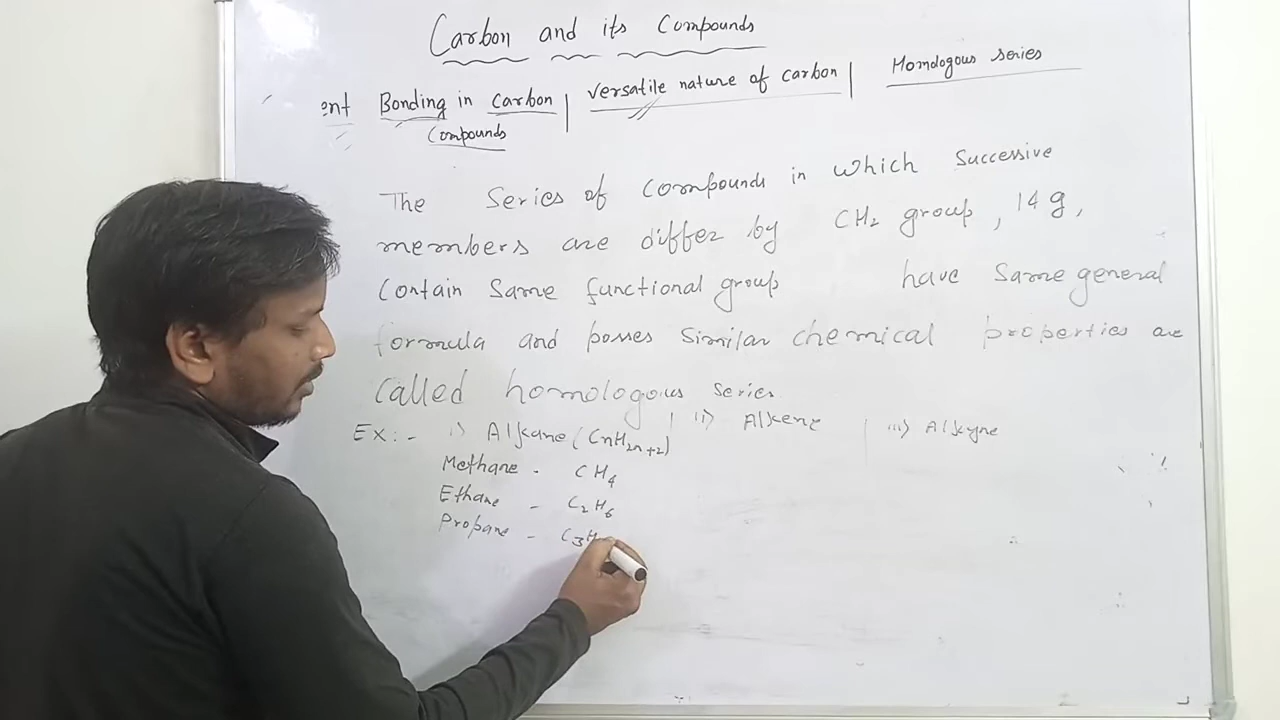 Carbon and its Compounds
ent Bonding in Carbon | versatile nature of carbon | Homologous series
Compounds
The Series of compounds in which Successive
members are differ by CH₂ group, 14 g,
contain same functional group have same general
formula and posses similar chemical properties are
called homologous series.
Ex:- i) Alkane (CnH2n+2) | ii) Alkene | iii) Alkyne
Methane - CH₄
Ethane - C₂H₆
Propane - C₃H